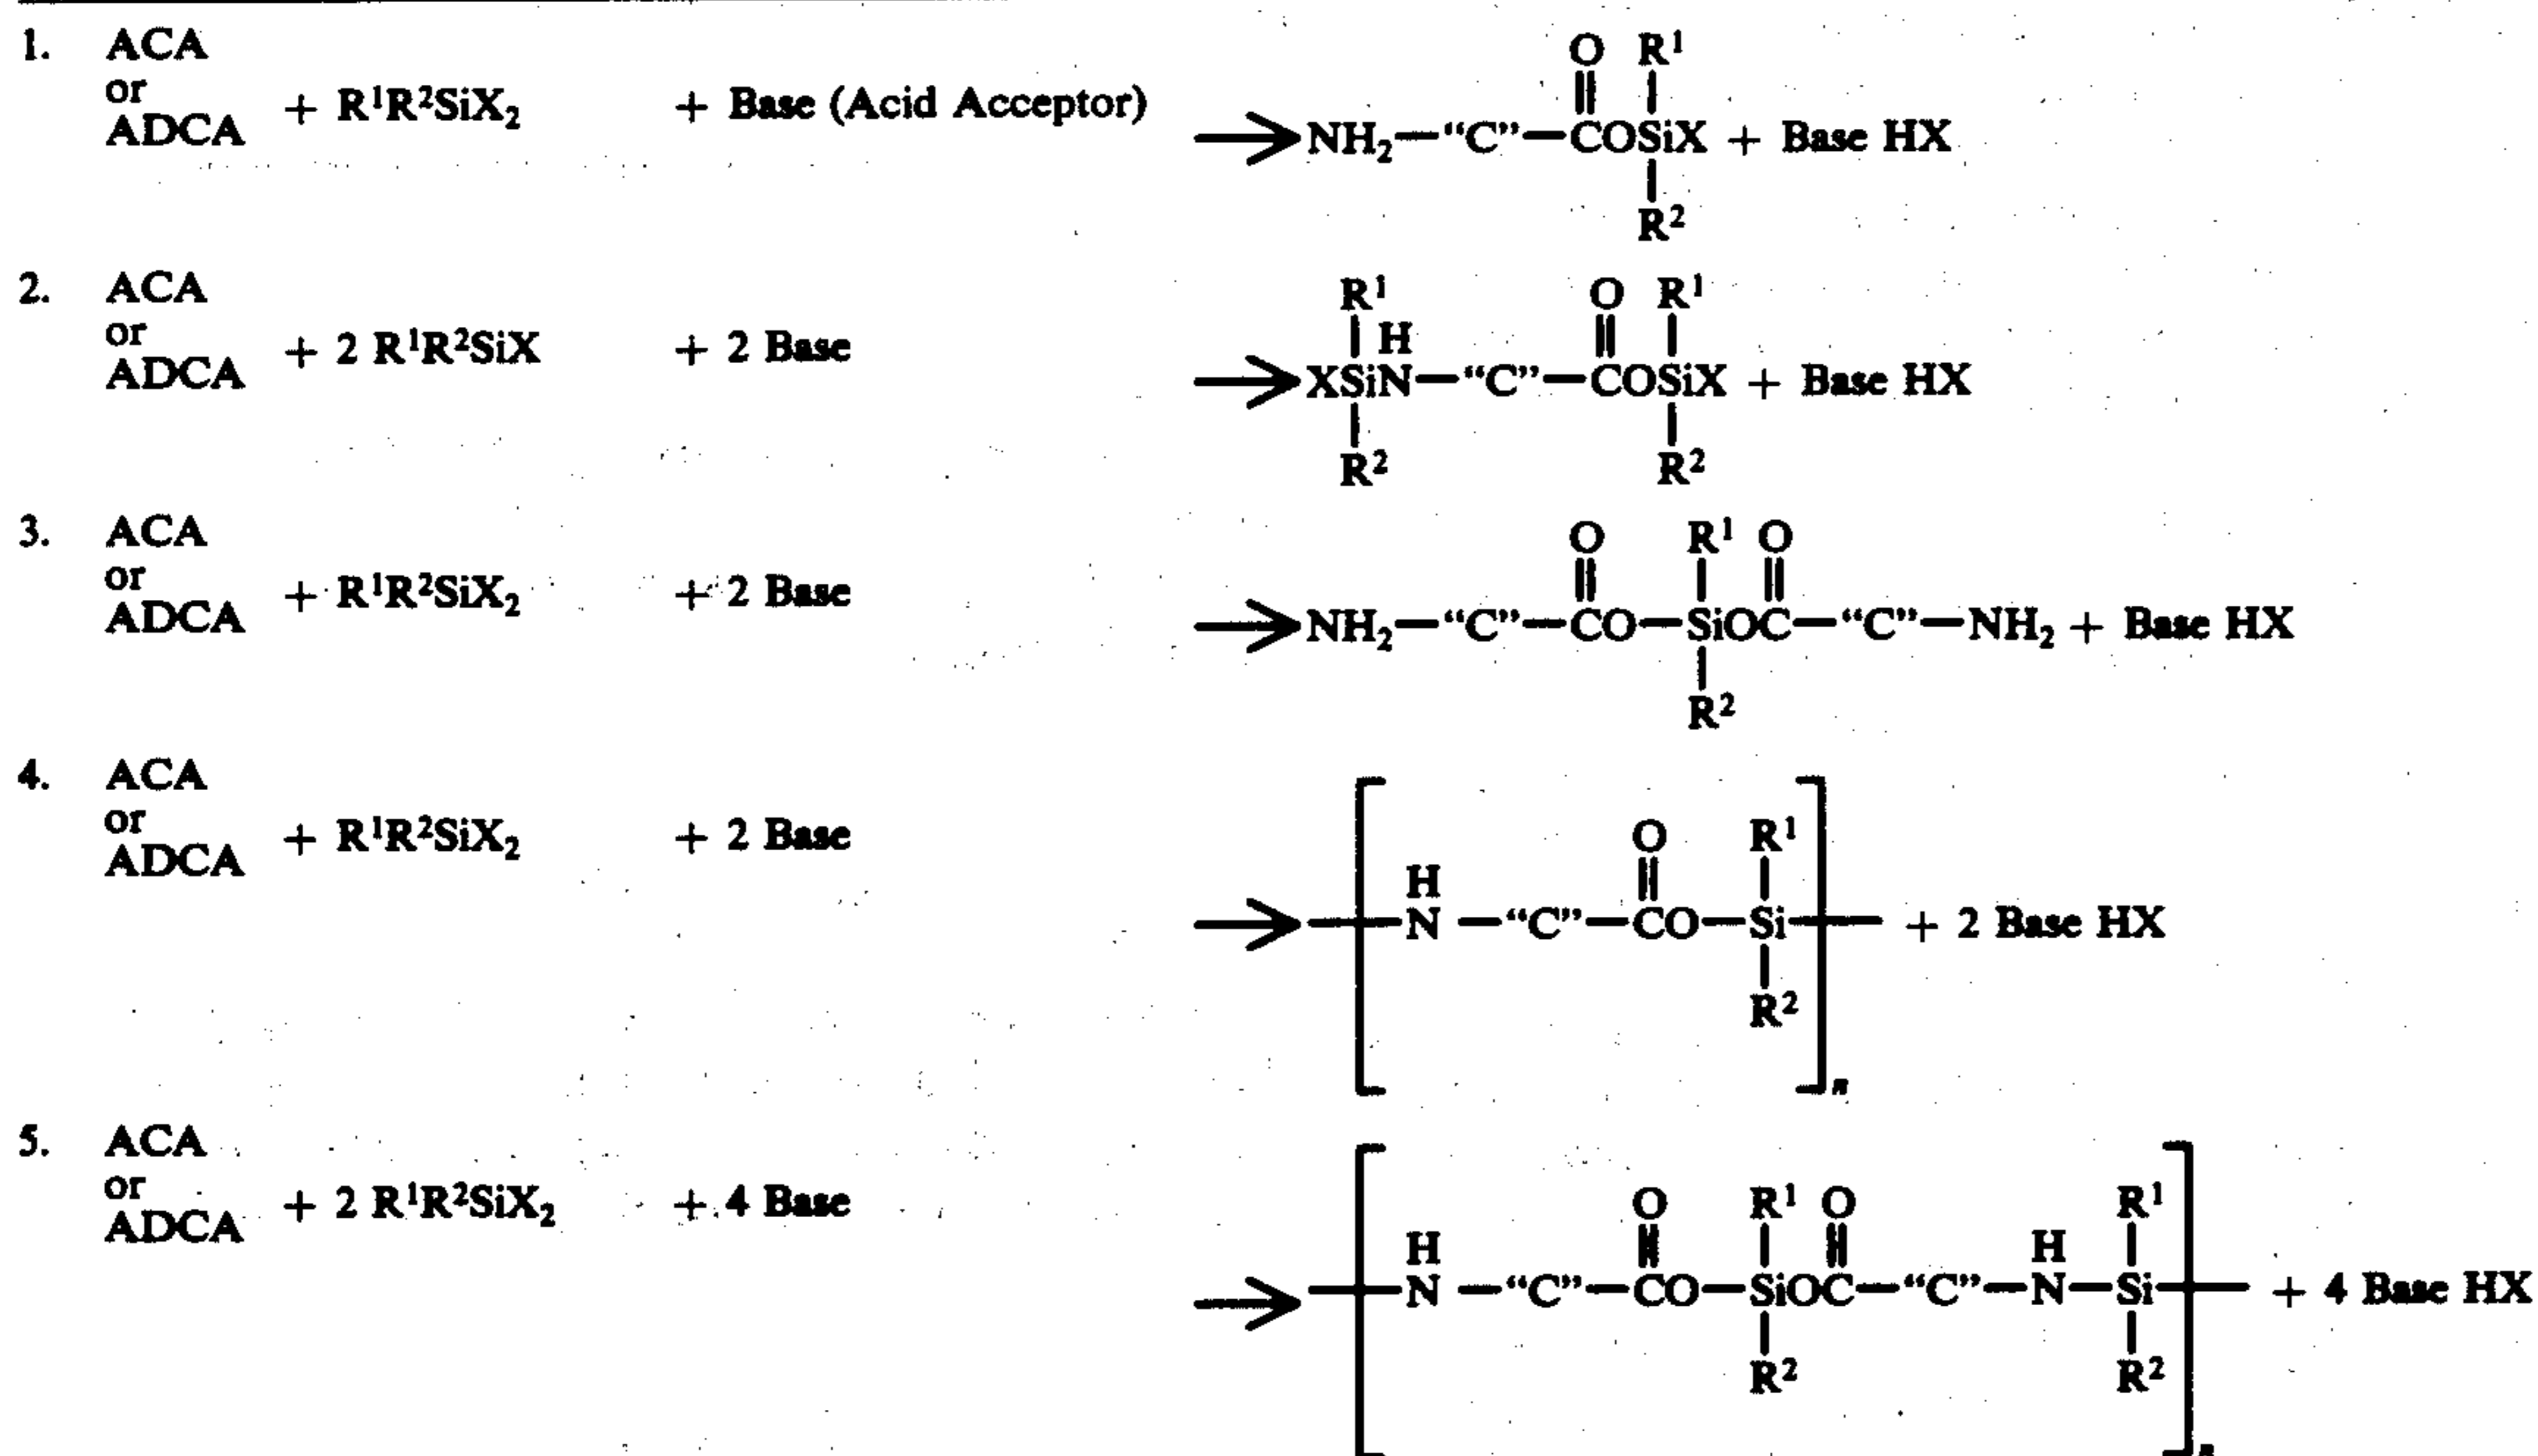 O R¹
1. ACA or ADCA + R¹R²SiX₂ + Base (Acid Acceptor) → NH₂—“C”—COSiX + Base HX
R²
R¹ O R¹
H
2. ACA or ADCA + 2 R¹R²SiX + 2 Base → XSiN—“C”—COSiX + Base HX
R² R²
O R¹ O
3. ACA or ADCA + R¹R²SiX₂ + 2 Base → NH₂—“C”—CO—SiOC—“C”—NH₂ + Base HX
R²
4. ACA or ADCA + R¹R²SiX₂ + 2 Base
O R¹
H
→ [N—“C”—CO—Si]n + 2 Base HX
R²
5. ACA or ADCA + 2 R¹R²SiX₂ + 4 Base
O R¹ O R¹
H H
→ [N—“C”—CO—SiOC—“C”—N—Si]n + 4 Base HX
R² R²